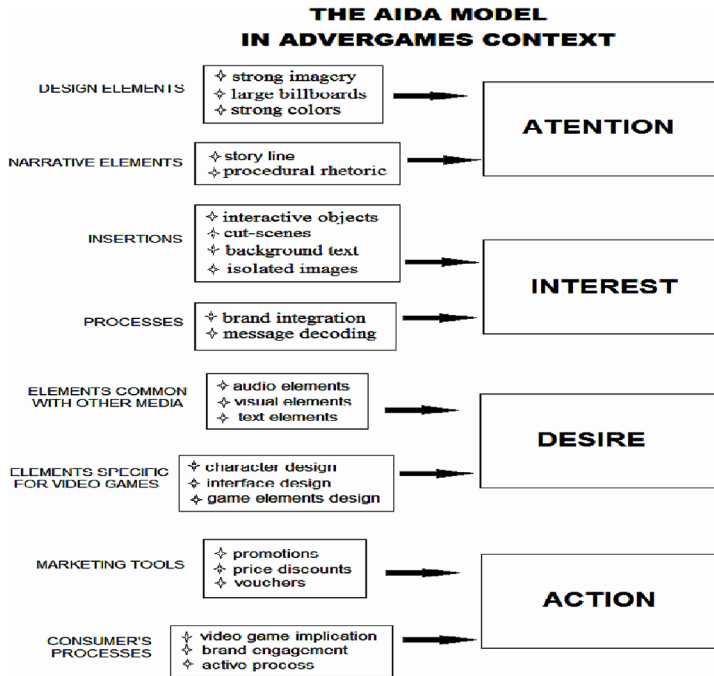 THE AIDA MODEL
IN ADVERGAMES CONTEXT
DESIGN ELEMENTS
strong imagery
large billboards
strong colors
ATENTION
NARRATIVE ELEMENTS
story line
procedural rhetoric
INSERTIONS
interactive objects
cut-scenes
background text
isolated images
INTEREST
PROCESSES
brand integration
message decoding
ELEMENTS COMMON
WITH OTHER MEDIA
audio elements
visual elements
text elements
DESIRE
ELEMENTS SPECIFIC
FOR VIDEO GAMES
character design
interface design
game elements design
MARKETING TOOLS
promotions
price discounts
vouchers
ACTION
CONSUMER'S
PROCESSES
video game implication
brand engagement
active process